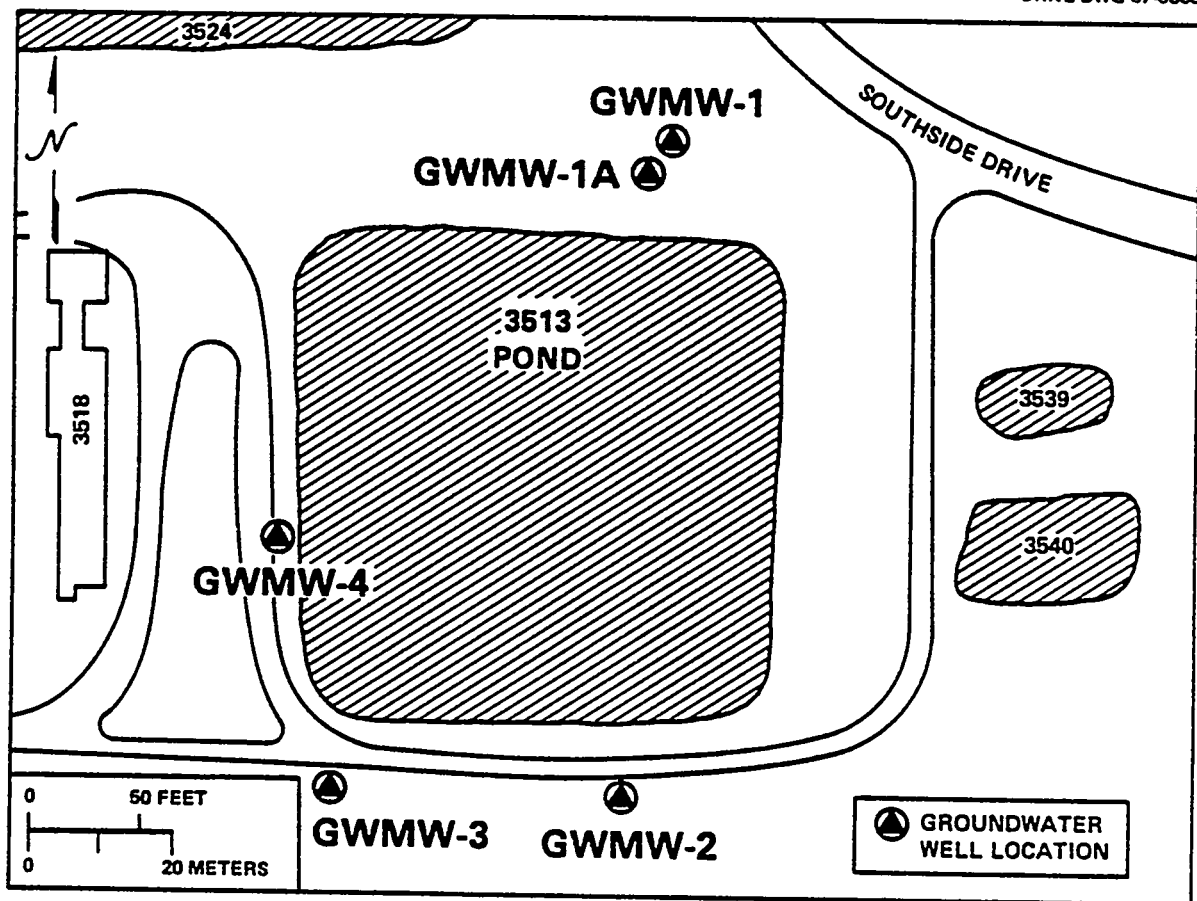 3524
N
GWMW-1
GWMW-1A
SOUTHSIDE DRIVE
3513
POND
3539
3518
3540
GWMW-4
0 50 FEET
0 20 METERS
GWMW-3
GWMW-2
GROUNDWATER
WELL LOCATION